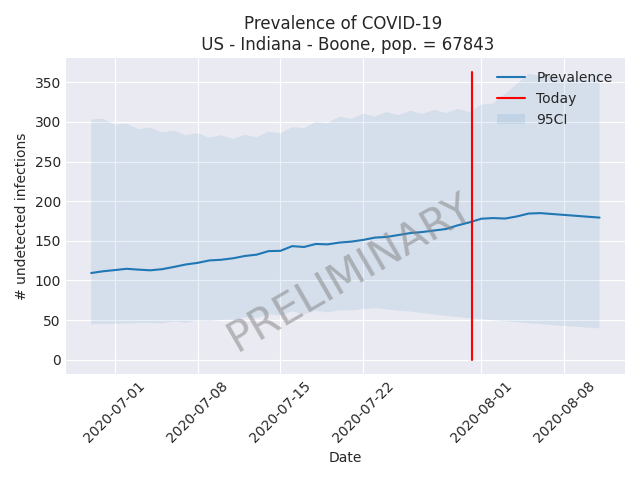 Prevalence of COVID-19
US - Indiana - Boone, pop. = 67843
# undetected infections
350
300
250
200
150
100
50
0
Prevalence
Today
95CI
PRELIMINARY
2020-07-01
2020-07-08
2020-07-15
2020-07-22
2020-08-01
2020-08-08
Date